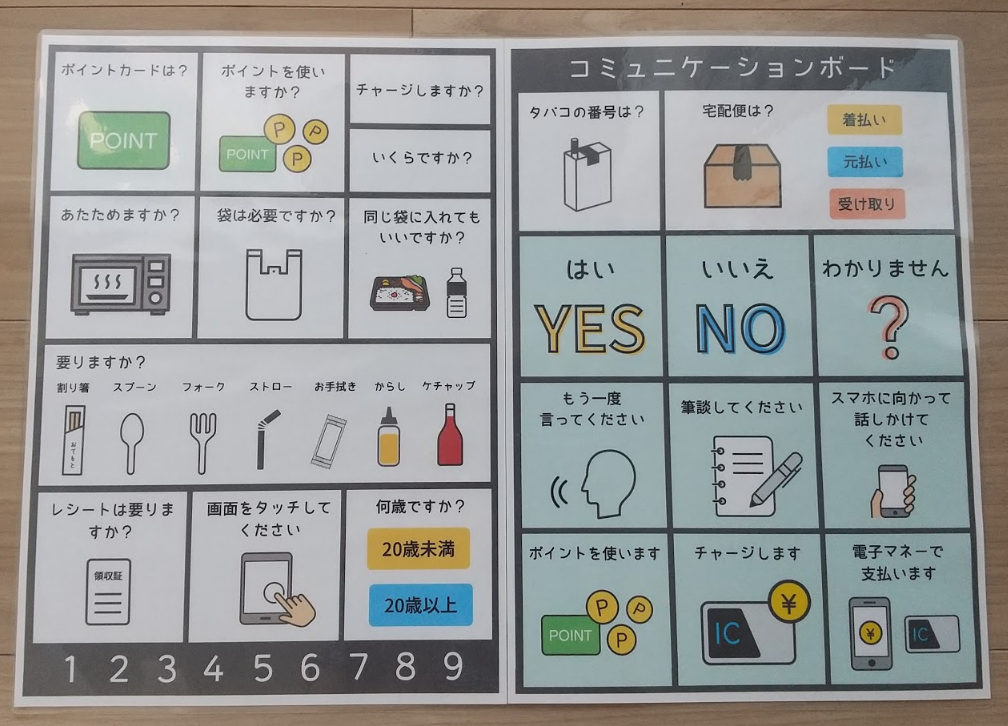 ポイントカードは?
POINT
ポイントを使い
ますか?
POINT
P
P
P
チャージしますか?
いくらですか?
あたためますか?
袋は必要ですか?
同じ袋に入れても
いいですか?
要りますか?
割り箸
スプーン
フォーク
ストロー
お手拭き
からし
ケチャップ
おてもと
レシートは要りま
すか?
領収証
画面をタッチして
ください
何歳ですか?
20歳未満
20歳以上
1 2 3 4 5 6 7 8 9
コミュニケーションボード
タバコの番号は?
宅配便は?
着払い
元払い
受け取り
はい
YES
いいえ
NO
わかりません
?
もう一度
言ってください
筆談してください
スマホに向かって
話しかけて
ください
ポイントを使います
POINT
P
P
P
チャージします
IC
¥
電子マネーで
支払います
¥
IC